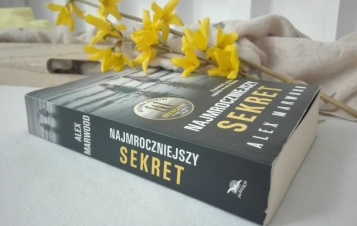 NAJMROCZNIEJSZY
SEKRET
ALEX MARWOOD
ALEX
MARWOOD
NAJMROCZNIEJSZY
SEKRET